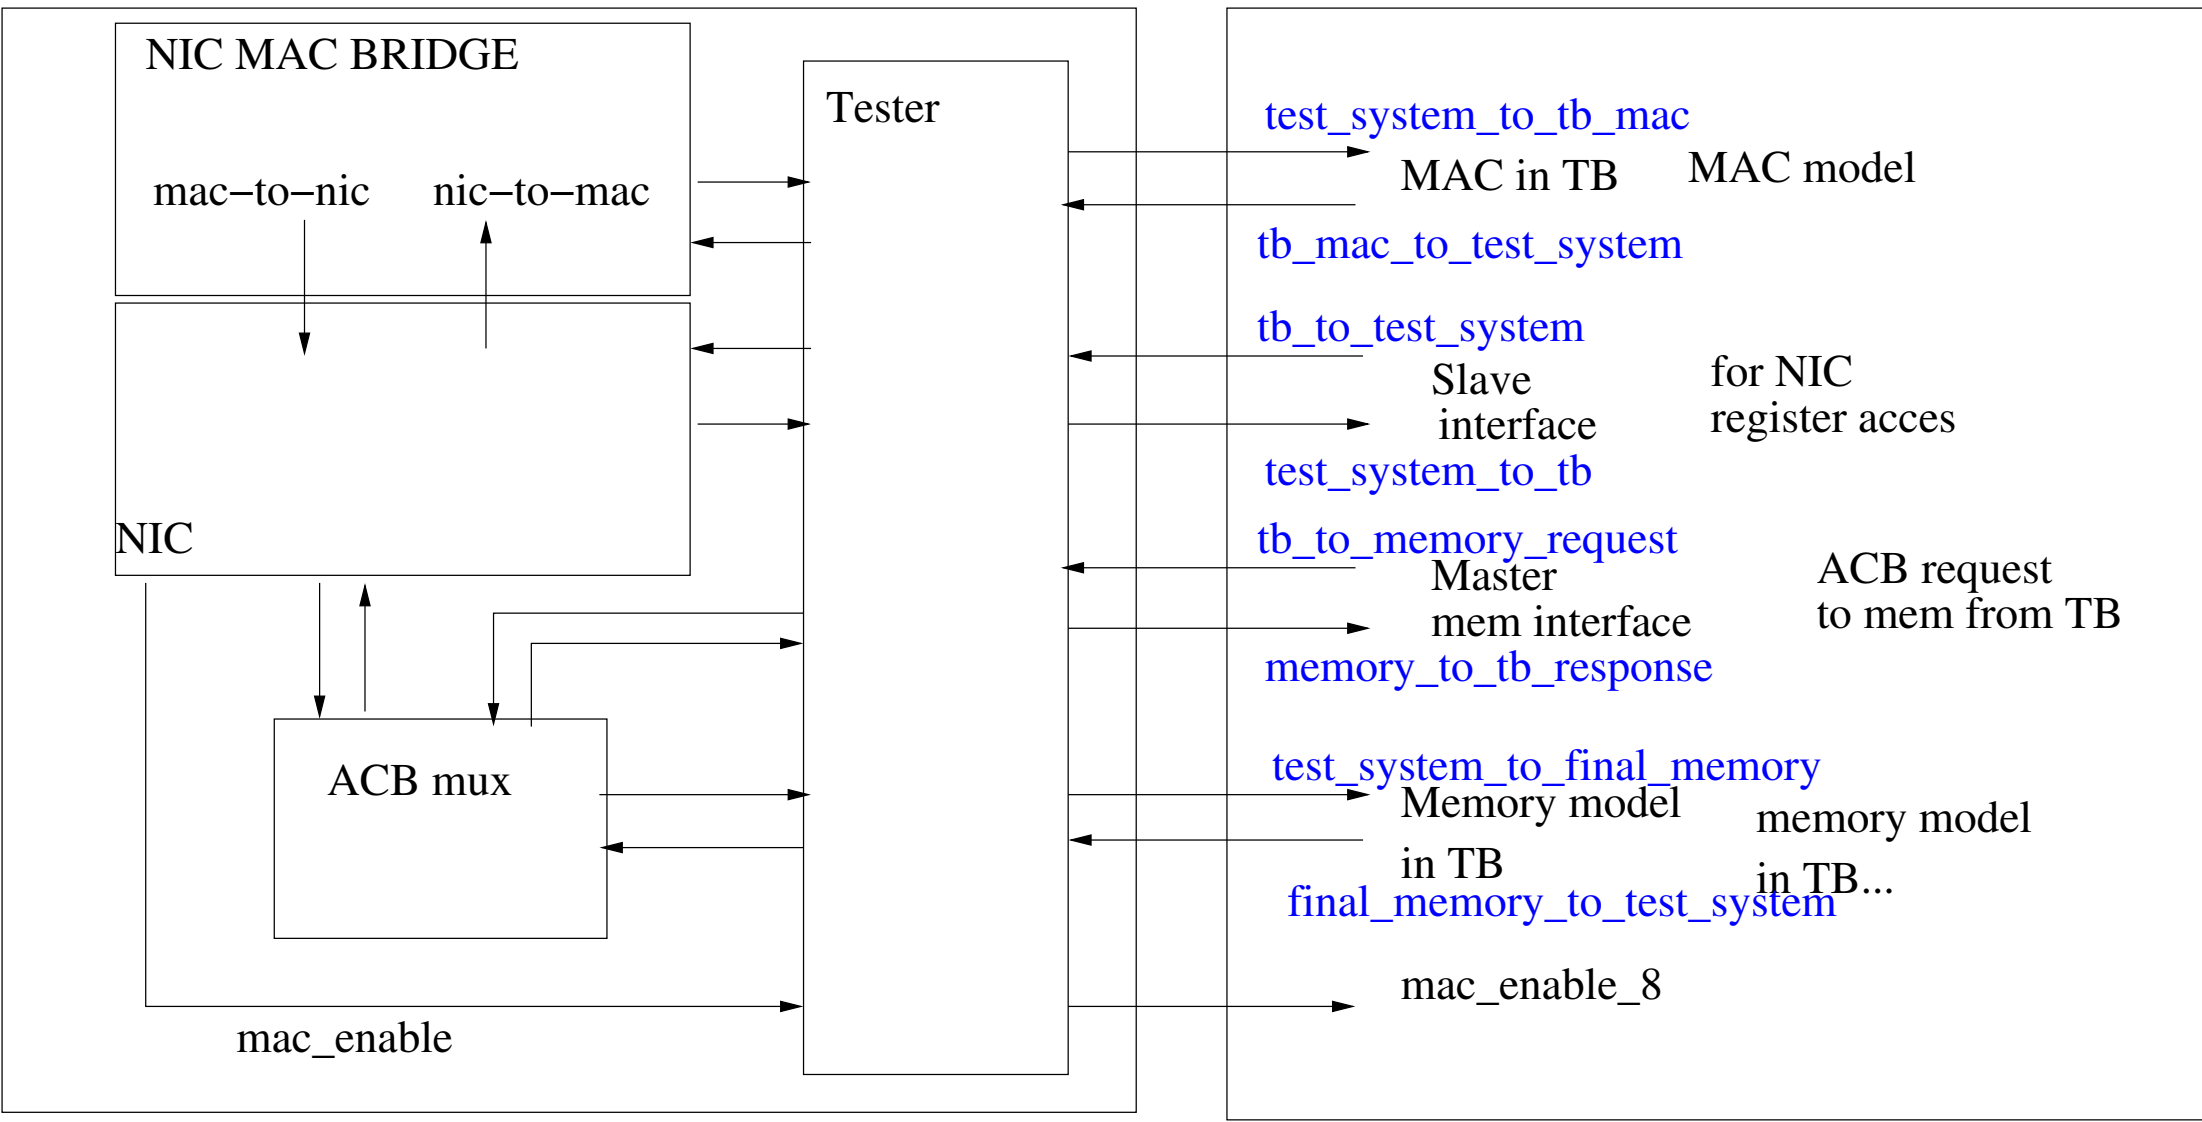 NIC MAC BRIDGE
mac−to−nic
nic−to−mac
NIC
ACB mux
mac_enable
Tester
test_system_to_tb_mac
MAC in TB
MAC model
tb_mac_to_test_system
tb_to_test_system
Slave
interface
for NIC
register acces
test_system_to_tb
tb_to_memory_request
Master
mem interface
ACB request
to mem from TB
memory_to_tb_response
test_system_to_final_memory
Memory model
in TB
memory model
in TB...
final_memory_to_test_system
mac_enable_8